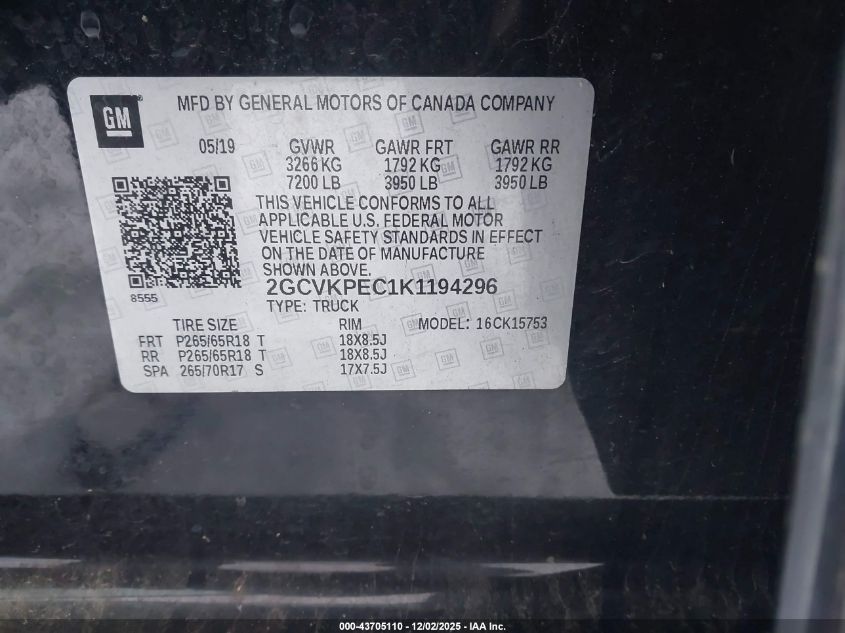 GM
MFD BY GENERAL MOTORS OF CANADA COMPANY
05/19 GVWR GAWR FRT GAWR RR
3266 KG 1792 KG 1792 KG
7200 LB 3950 LB 3950 LB
THIS VEHICLE CONFORMS TO ALL
APPLICABLE U.S. FEDERAL MOTOR
VEHICLE SAFETY STANDARDS IN EFFECT
ON THE DATE OF MANUFACTURE
SHOWN ABOVE.
8555
2GCVKPEC1K1194296
TYPE: TRUCK
TIRE SIZE RIM MODEL: 16CK15753
FRT P265/65R18 T 18X8.5J
RR P265/65R18 T 18X8.5J
SPA 265/70R17 S 17X7.5J
000-43705110 - 12/02/2025 - IAA Inc.